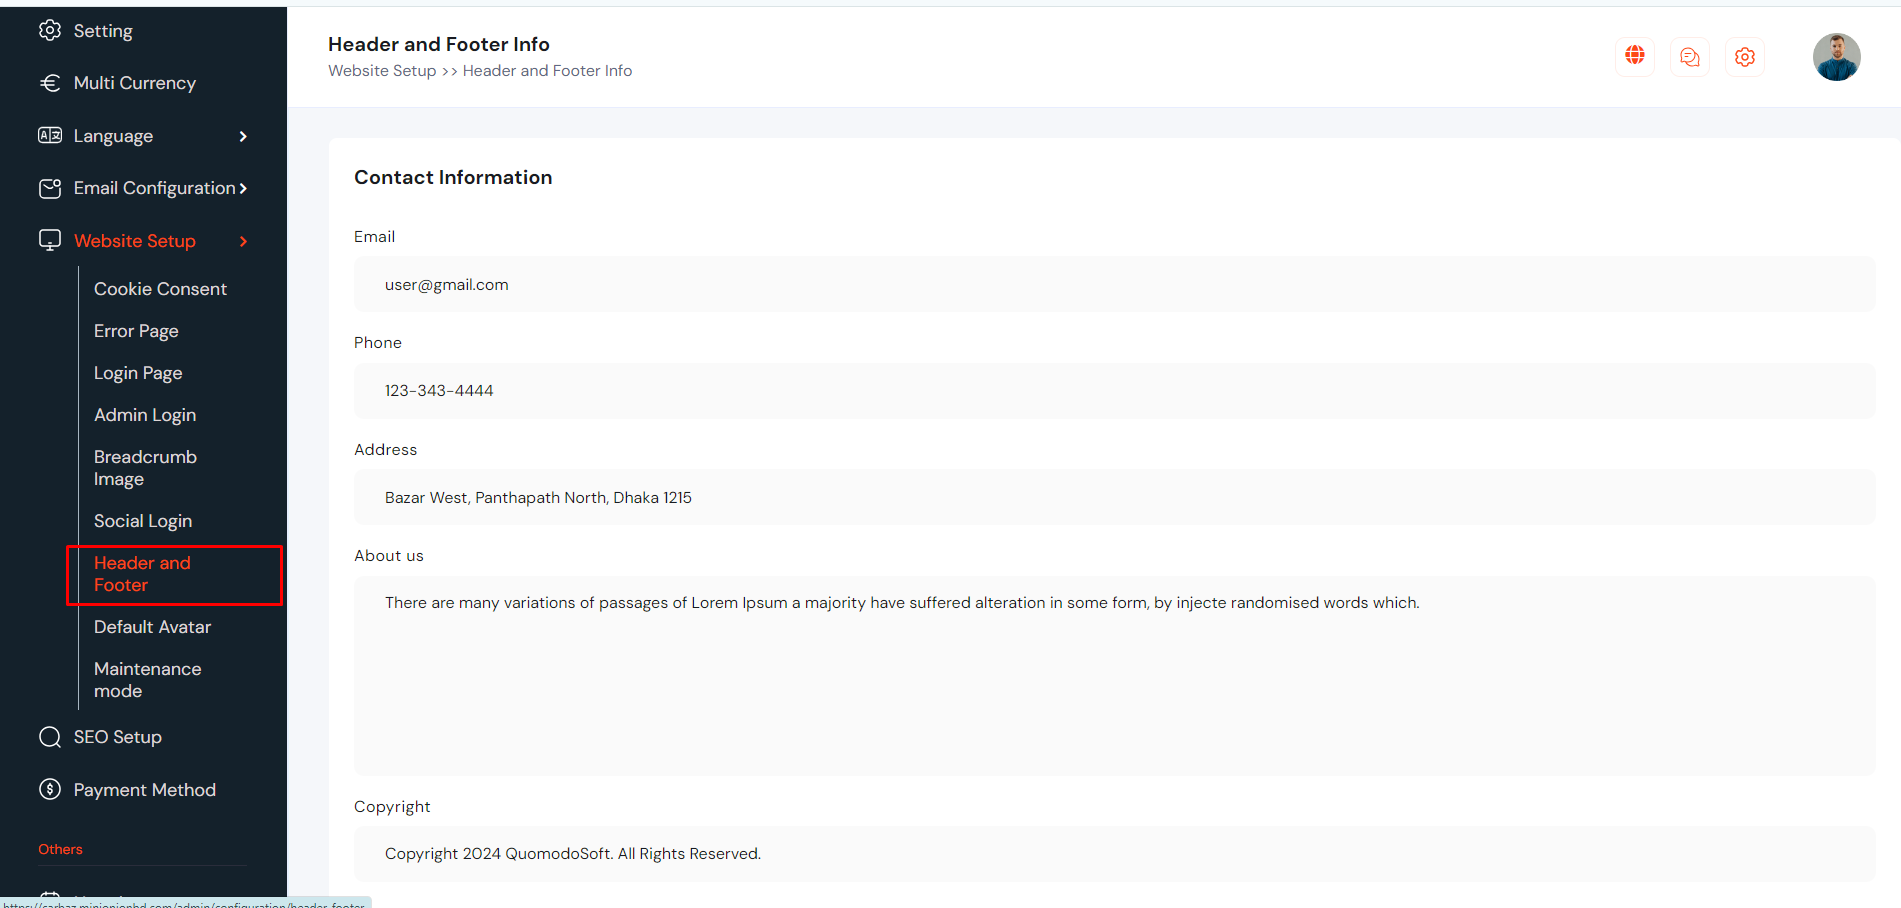 Setting
Multi Currency
Language
Email Configuration
Website Setup
Cookie Consent
Error Page
Login Page
Admin Login
Breadcrumb
Image
Social Login
Header and
Footer
Default Avatar
Maintenance
mode
SEO Setup
Payment Method
Others
Header and Footer Info
Website Setup >> Header and Footer Info
Contact Information
Email
user@gmail.com
Phone
123-343-4444
Address
Bazar West, Panthapath North, Dhaka 1215
About us
There are many variations of passages of Lorem Ipsum a majority have suffered alteration in some form, by injecte randomised words which.
Copyright
Copyright 2024 QuomodoSoft. All Rights Reserved.